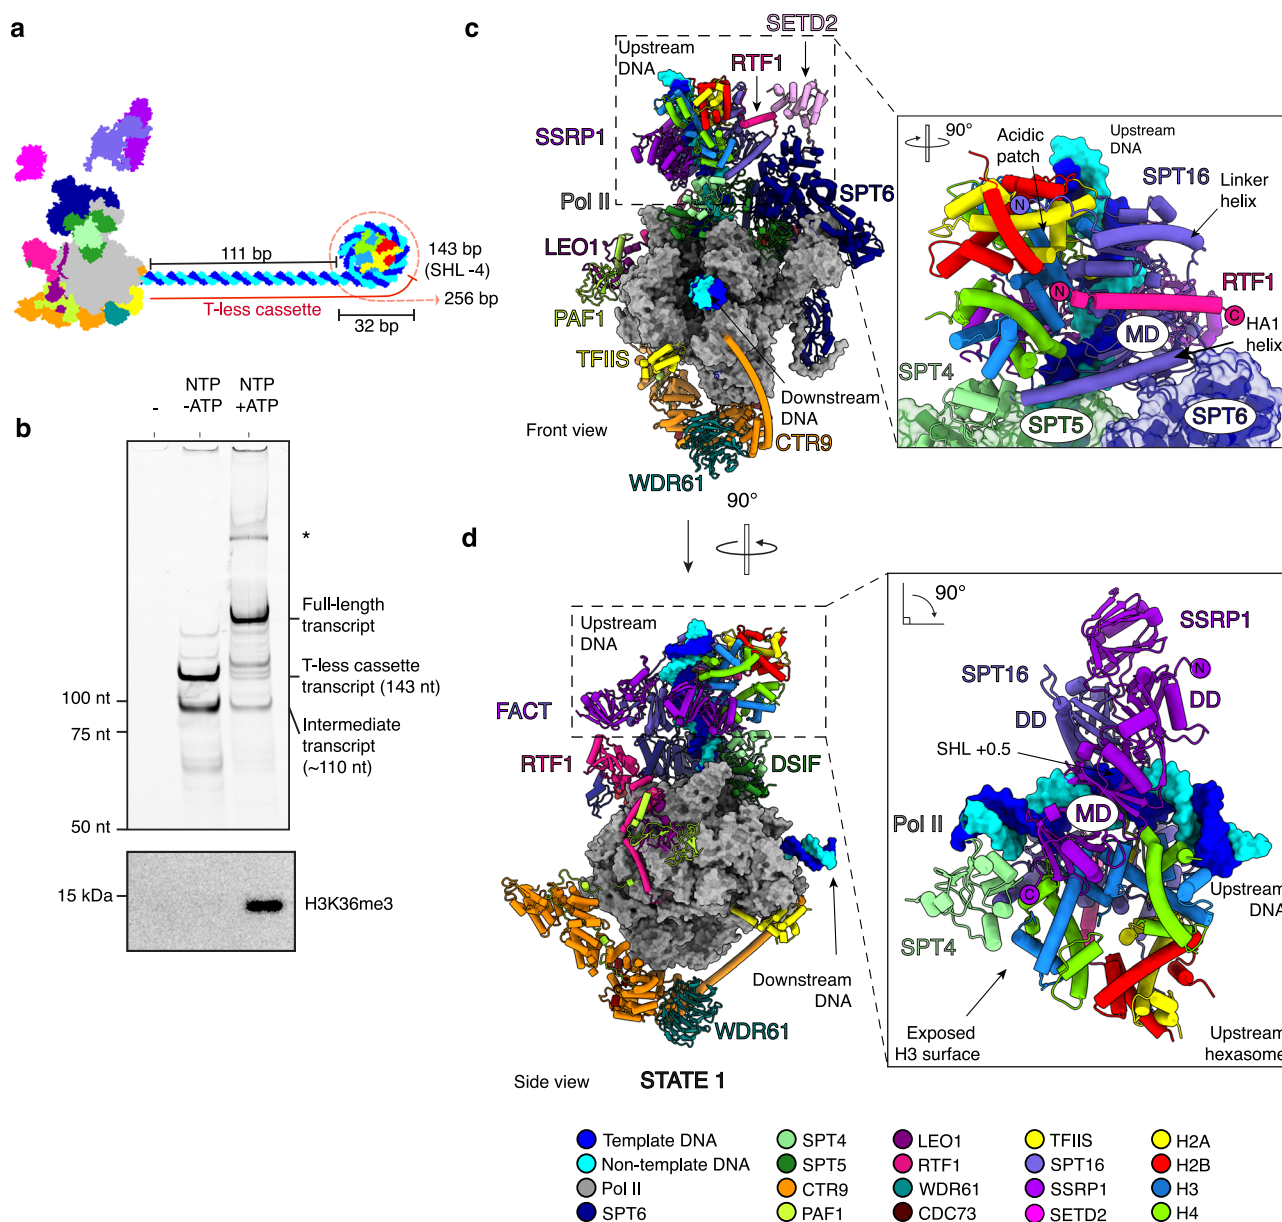 a
111 bp
143 bp
(SHL -4)
256 bp
T-less cassette
32 bp
b
-
NTP
-ATP
NTP
+ATP
*
Full-length
transcript
T-less cassette
transcript (143 nt)
Intermediate
transcript
(~110 nt)
100 nt
75 nt
50 nt
15 kDa
H3K36me3
c
SETD2
Upstream
DNA
RTF1
SSRP1
Pol II
SPT6
LEO1
PAF1
TFIIS
Downstream
DNA
CTR9
Front view
WDR61
90°
90°
Acidic
patch
Upstream
DNA
SPT16
Linker
helix
N
RTF1
N
C
MD
HA1
helix
SPT4
SPT5
SPT6
d
Upstream
DNA
FACT
RTF1
DSIF
Downstream
DNA
WDR61
Side view
STATE 1
90°
SSRP1
N
SPT16
DD
DD
SHL +0.5
Pol II
MD
C
Upstream
DNA
SPT4
Exposed
H3 surface
Upstream
hexasome
Template DNA
Non-template DNA
Pol II
SPT6
SPT4
SPT5
CTR9
PAF1
LEO1
RTF1
WDR61
CDC73
TFIIS
SPT16
SSRP1
SETD2
H2A
H2B
H3
H4